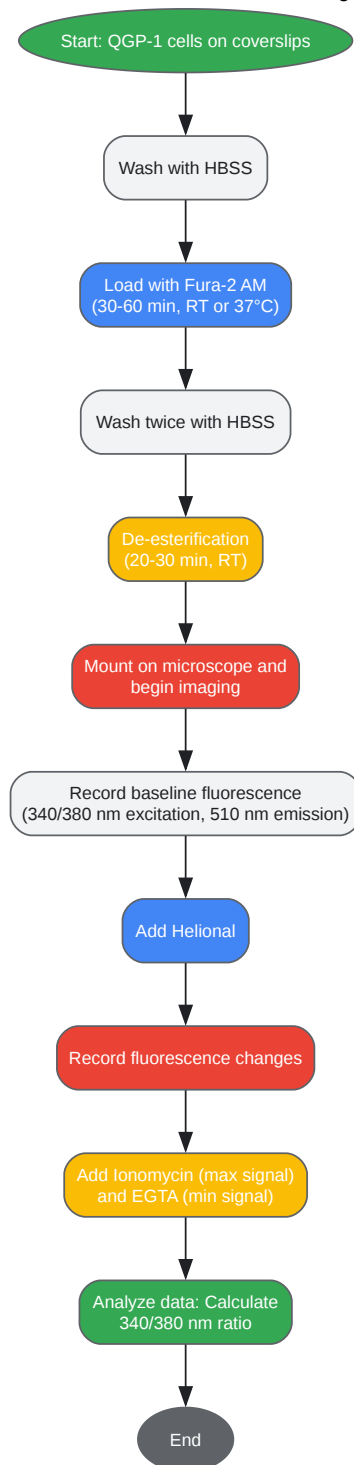 Start: QGP-1 cells on coverslips
Wash with HBSS
Load with Fura-2 AM
(30-60 min, RT or 37°C)
Wash twice with HBSS
De-esterification
(20-30 min, RT)
Mount on microscope and
begin imaging
Record baseline fluorescence
(340/380 nm excitation, 510 nm emission)
Add Helional
Record fluorescence changes
Add Ionomycin (max signal)
and EGTA (min signal)
Analyze data: Calculate
340/380 nm ratio
End